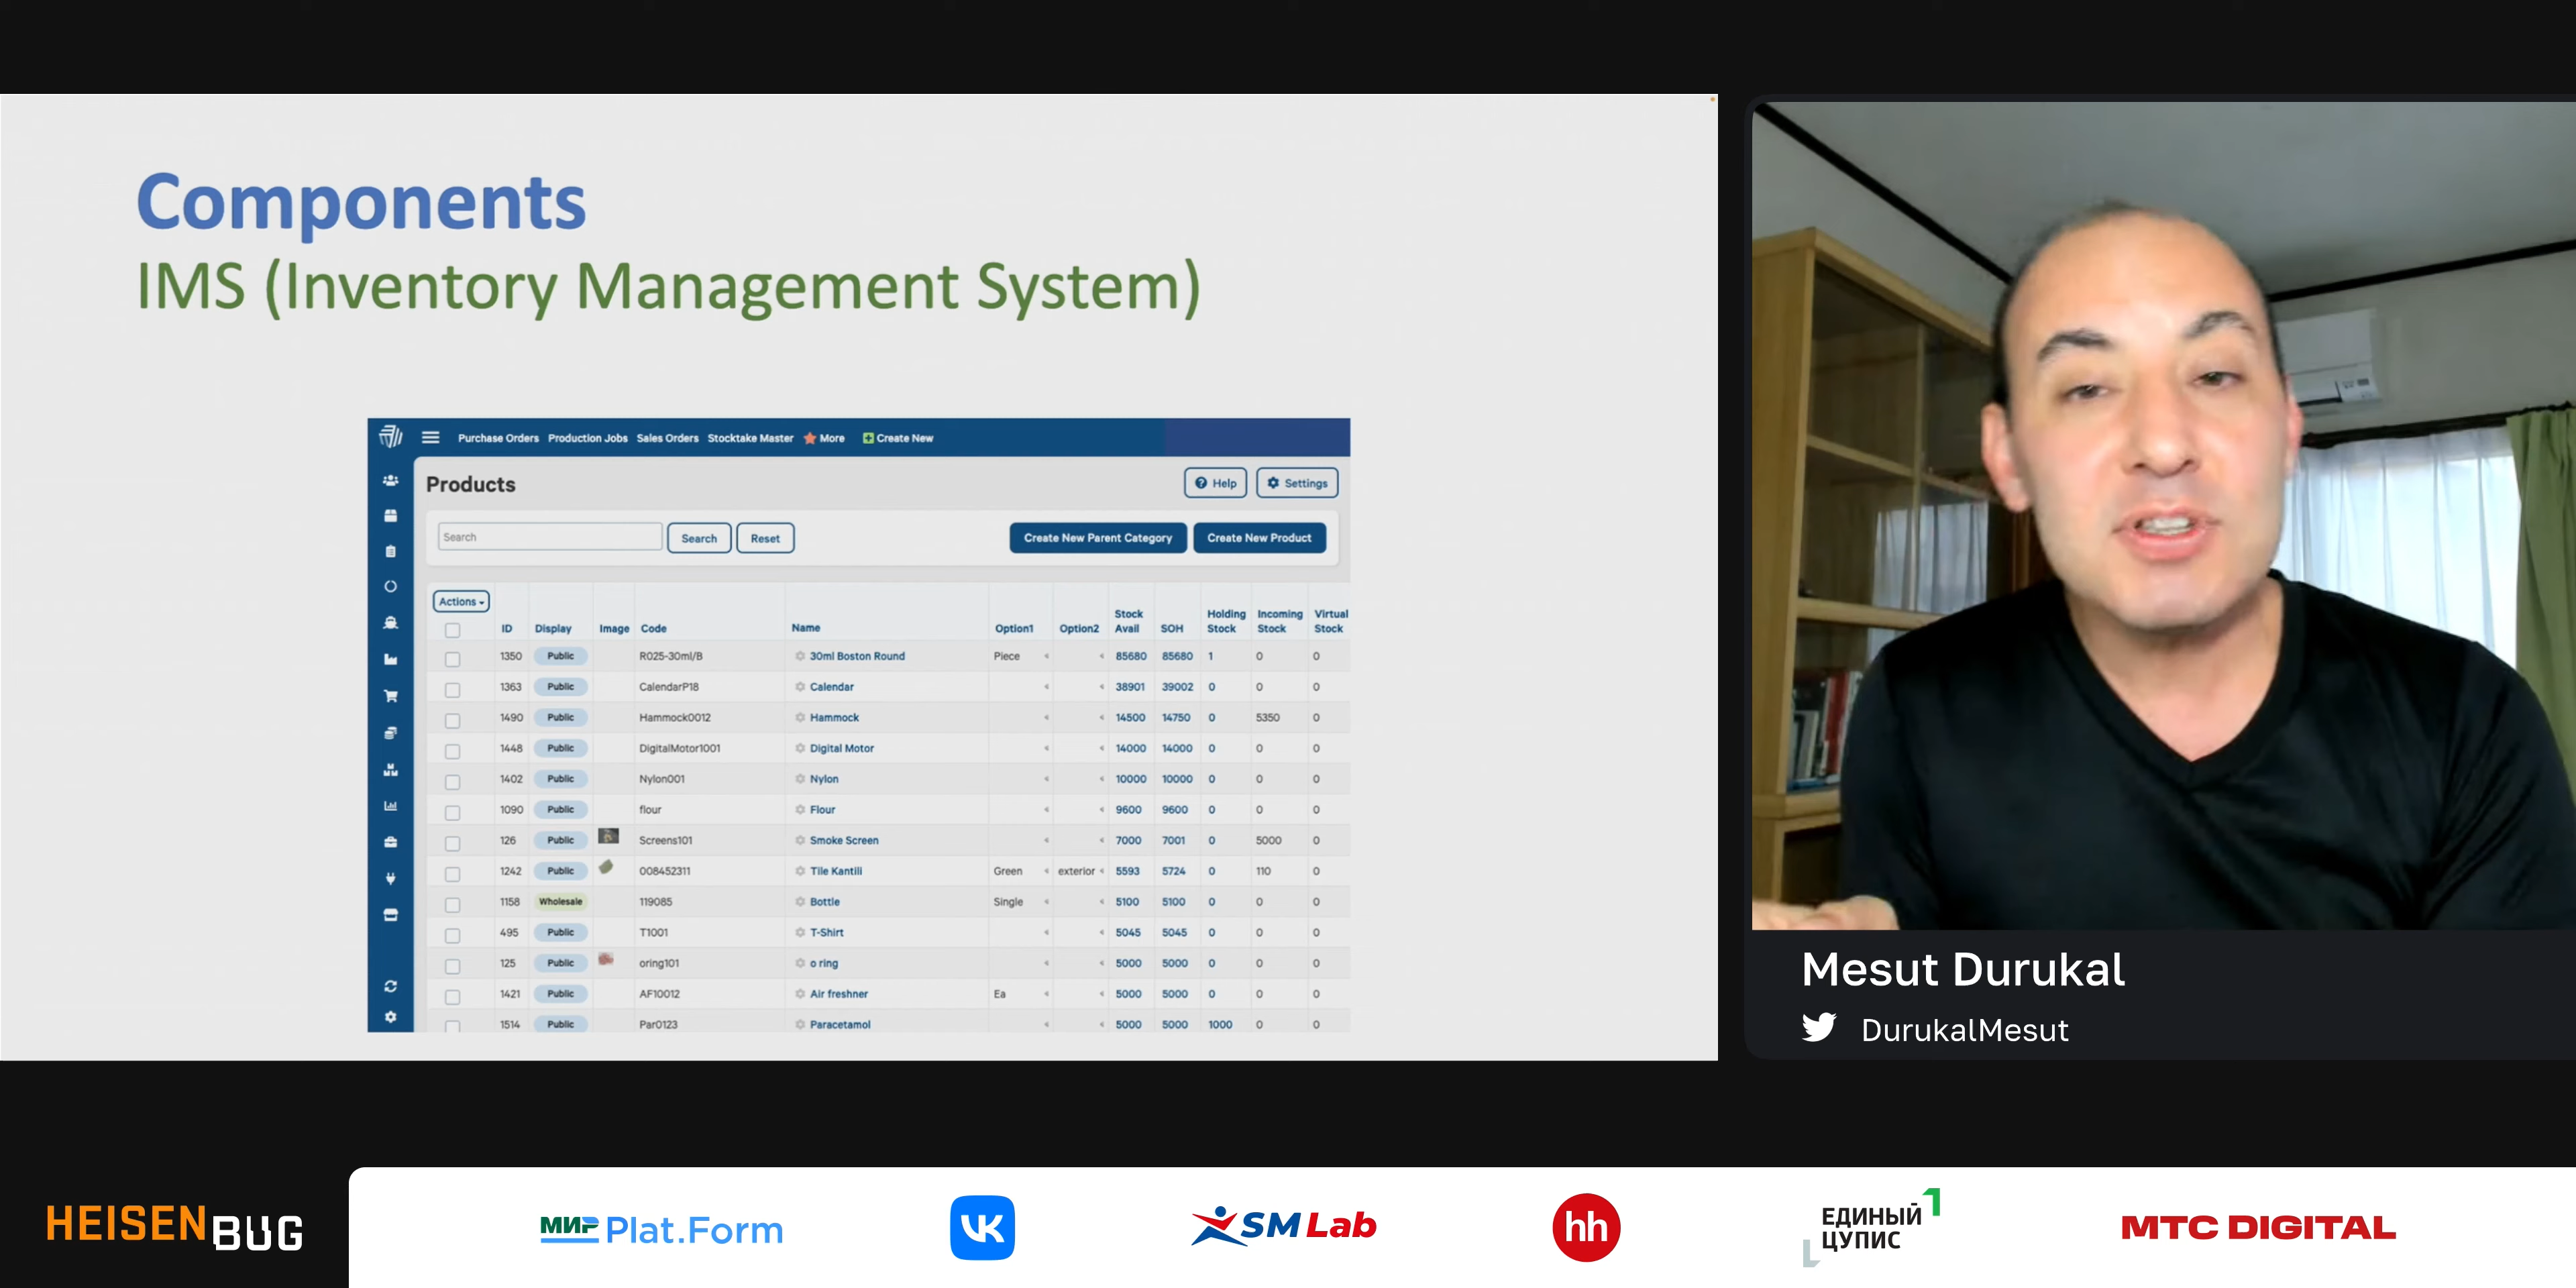 Components
IMS (Inventory Management System)
Purchase Orders Production Jobs Sales Orders Stocktake Master More Create New
Products
Help Settings
Search Search Reset Create New Parent Category Create New Product
Actions
ID Display Image Code Name Option1 Option2 Stock Avail SOH Holding Stock Incoming Stock Virtual Stock
1350 Public R025-30ml/B 30ml Boston Round Piece 85680 85680 1 0 0
1363 Public CalendarP18 Calendar 38901 39002 0 0 0
1490 Public Hammock0012 Hammock 14500 14750 0 5350 0
1448 Public DigitalMotor1001 Digital Motor 14000 14000 0 0 0
1402 Public Nylon001 Nylon 10000 10000 0 0 0
1090 Public flour Flour 9600 9600 0 0 0
126 Public Screens101 Smoke Screen 7000 7001 0 5000 0
1242 Public 008452311 Tile Kantili Green exterior 5593 5724 0 110 0
1158 Wholesale 119085 Bottle Single 5100 5100 0 0 0
495 Public T1001 T-Shirt 5045 5045 0 0 0
125 Public oring101 o ring 5000 5000 0 0 0
1421 Public AF10012 Air freshner Ea 5000 5000 0 0 0
1514 Public Par0123 Paracetamol 5000 5000 1000 0 0
Mesut Durukal
DurukalMesut
HEISENBUG
МИР Plat.Form
VK
SM Lab
hh
ЕДИНЫЙ ЦУПИС 1
МТС DIGITAL